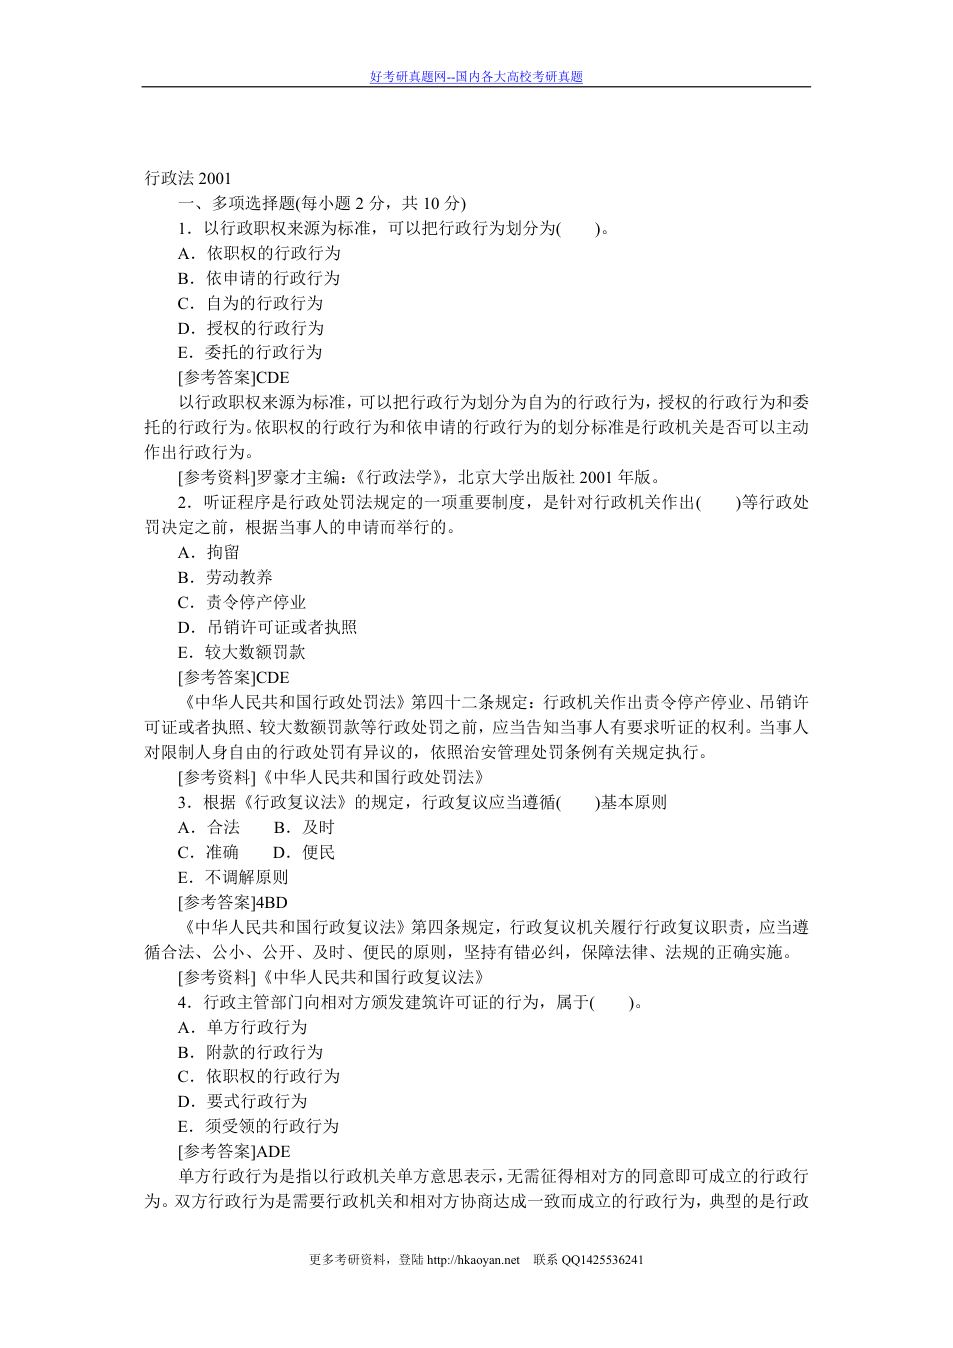 好考研真题网--国内各大高校考研真题
行政法 2001
一、多项选择题(每小题 2 分，共 10 分)
1．以行政职权来源为标准，可以把行政行为划分为(　　)。
A．依职权的行政行为
B．依申请的行政行为
C．自为的行政行为
D．授权的行政行为
E．委托的行政行为
[参考答案]CDE
以行政职权来源为标准，可以把行政行为划分为自为的行政行为，授权的行政行为和委
托的行政行为。依职权的行政行为和依申请的行政行为的划分标准是行政机关是否可以主动
作出行政行为。
[参考资料]罗豪才主编：《行政法学》，北京大学出版社 2001 年版。
2．听证程序是行政处罚法规定的一项重要制度，是针对行政机关作出(　　)等行政处
罚决定之前，根据当事人的申请而举行的。
A．拘留
B．劳动教养
C．责令停产停业
D．吊销许可证或者执照
E．较大数额罚款
[参考答案]CDE
《中华人民共和国行政处罚法》第四十二条规定：行政机关作出责令停产停业、吊销许
可证或者执照、较大数额罚款等行政处罚之前，应当告知当事人有要求听证的权利。当事人
对限制人身自由的行政处罚有异议的，依照治安管理处罚条例有关规定执行。
[参考资料]《中华人民共和国行政处罚法》
3．根据《行政复议法》的规定，行政复议应当遵循(　　)基本原则
A．合法　　B．及时
C．准确　　D．便民
E．不调解原则
[参考答案]4BD
《中华人民共和国行政复议法》第四条规定，行政复议机关履行行政复议职责，应当遵
循合法、公小、公开、及时、便民的原则，坚持有错必纠，保障法律、法规的正确实施。
[参考资料]《中华人民共和国行政复议法》
4．行政主管部门向相对方颁发建筑许可证的行为，属于(　　)。
A．单方行政行为
B．附款的行政行为
C．依职权的行政行为
D．要式行政行为
E．须受领的行政行为
[参考答案]ADE
单方行政行为是指以行政机关单方意思表示，无需征得相对方的同意即可成立的行政行
为。双方行政行为是需要行政机关和相对方协商达成一致而成立的行政行为，典型的是行政
更多考研资料，登陆 http://hkaoyan.net　联系 QQ1425536241